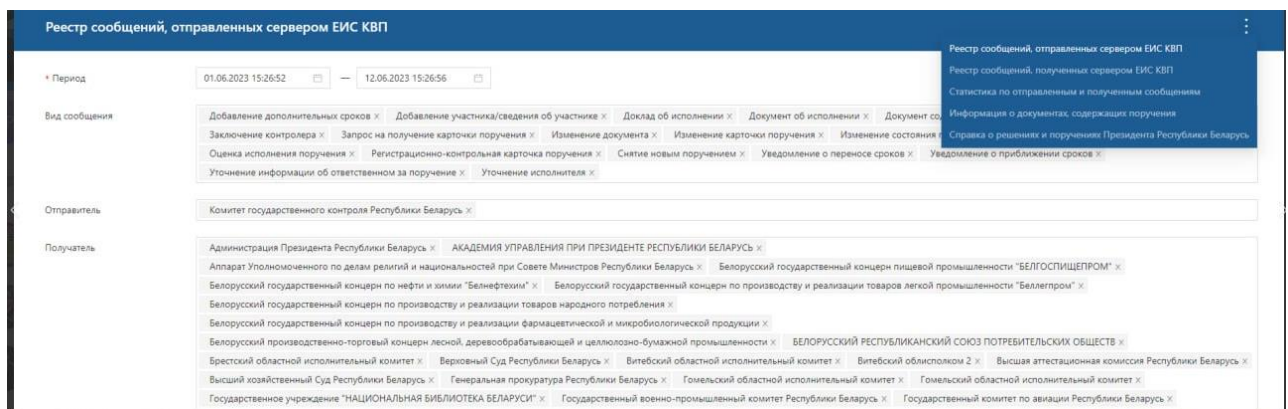 Реестр сообщений, отправленных сервером ЕИС КВП
Реестр сообщений, отправленных сервером ЕИС КВП
Реестр сообщений, полученных сервером ЕИС КВП
Статистика по отправленным и полученным сообщениям
Информация о документах, содержащих поручения
Справка о решениях и поручениях Президента Республики Беларусь
* Период 01.06.2023 15:26:52 — 12.06.2023 15:26:56
Вид сообщения Добавление дополнительных сроков × Добавление участника/сведения об участнике × Доклад об исполнении × Документ об исполнении × Документ со
Заключение контролера × Запрос на получение карточки поручения × Изменение документа × Изменение карточки поручения × Изменение состояния
Оценка исполнения поручения × Регистрационно-контрольная карточка поручения × Снятие новым поручением × Уведомление о переносе сроков × Уведомление о приближении сроков ×
Уточнение информации об ответственном за поручение × Уточнение исполнителя ×
Отправитель Комитет государственного контроля Республики Беларусь ×
Получатель Администрация Президента Республики Беларусь × АКАДЕМИЯ УПРАВЛЕНИЯ ПРИ ПРЕЗИДЕНТЕ РЕСПУБЛИКИ БЕЛАРУСЬ ×
Аппарат Уполномоченного по делам религий и национальностей при Совете Министров Республики Беларусь × Белорусский государственный концерн пищевой промышленности "БЕЛГОСПИЩЕПРОМ" ×
Белорусский государственный концерн по нефти и химии "Белнефтехим" × Белорусский государственный концерн по производству и реализации товаров легкой промышленности "Беллегпром" ×
Белорусский государственный концерн по производству и реализации товаров народного потребления ×
Белорусский государственный концерн по производству и реализации фармацевтической и микробиологической продукции ×
Белорусский производственно-торговый концерн лесной, деревообрабатывающей и целлюлозно-бумажной промышленности × БЕЛОРУССКИЙ РЕСПУБЛИКАНСКИЙ СОЮЗ ПОТРЕБИТЕЛЬСКИХ ОБЩЕСТВ ×
Брестский областной исполнительный комитет × Верховный Суд Республики Беларусь × Витебский областной исполнительный комитет × Витебский облисполком 2 × Высшая аттестационная комиссия Республики Беларусь ×
Высший хозяйственный Суд Республики Беларусь × Генеральная прокуратура Республики Беларусь × Гомельский областной исполнительный комитет × Гомельский областной исполнительный комитет ×
Государственное учреждение "НАЦИОНАЛЬНАЯ БИБЛИОТЕКА БЕЛАРУСИ" × Государственный военно-промышленный комитет Республики Беларусь × Государственный комитет по авиации Республики Беларусь ×